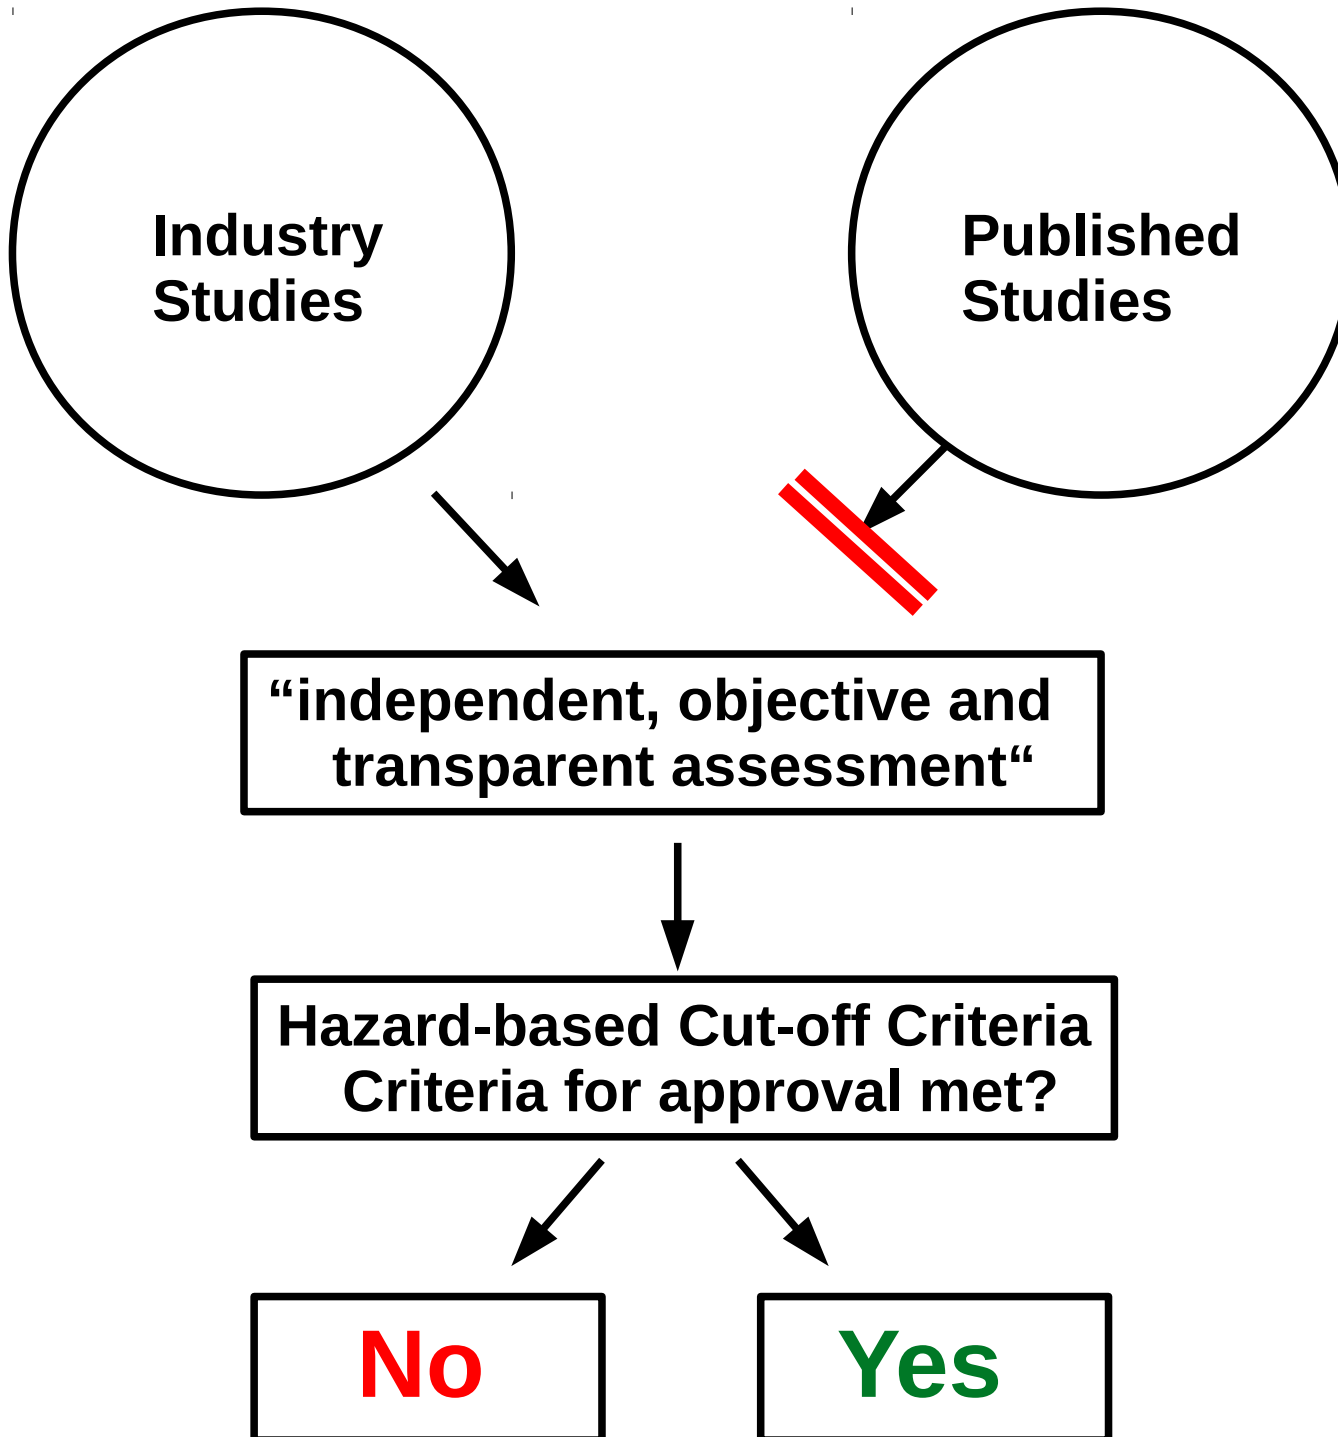 Industry
Studies
Published
Studies
“independent, objective and
transparent assessment“
Hazard-based Cut-off Criteria
Criteria for approval met?
No
Yes